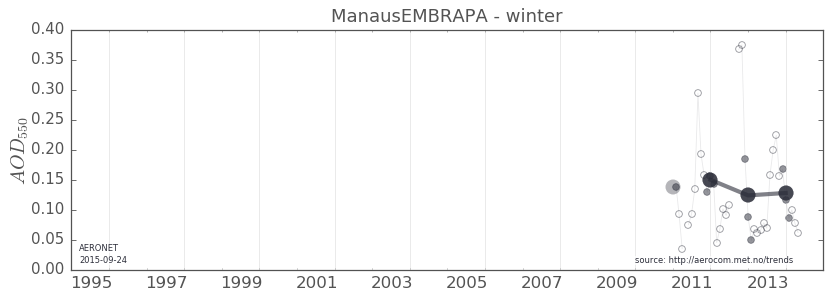 ManausEMBRAPA - winter
0.40
0.35
0.30
0.25
0.20
0.15
0.10
0.05
0.00
AOD550
AERONET
2015-09-24
source: http://aerocom.met.no/trends
1995 1997 1999 2001 2003 2005 2007 2009 2011 2013